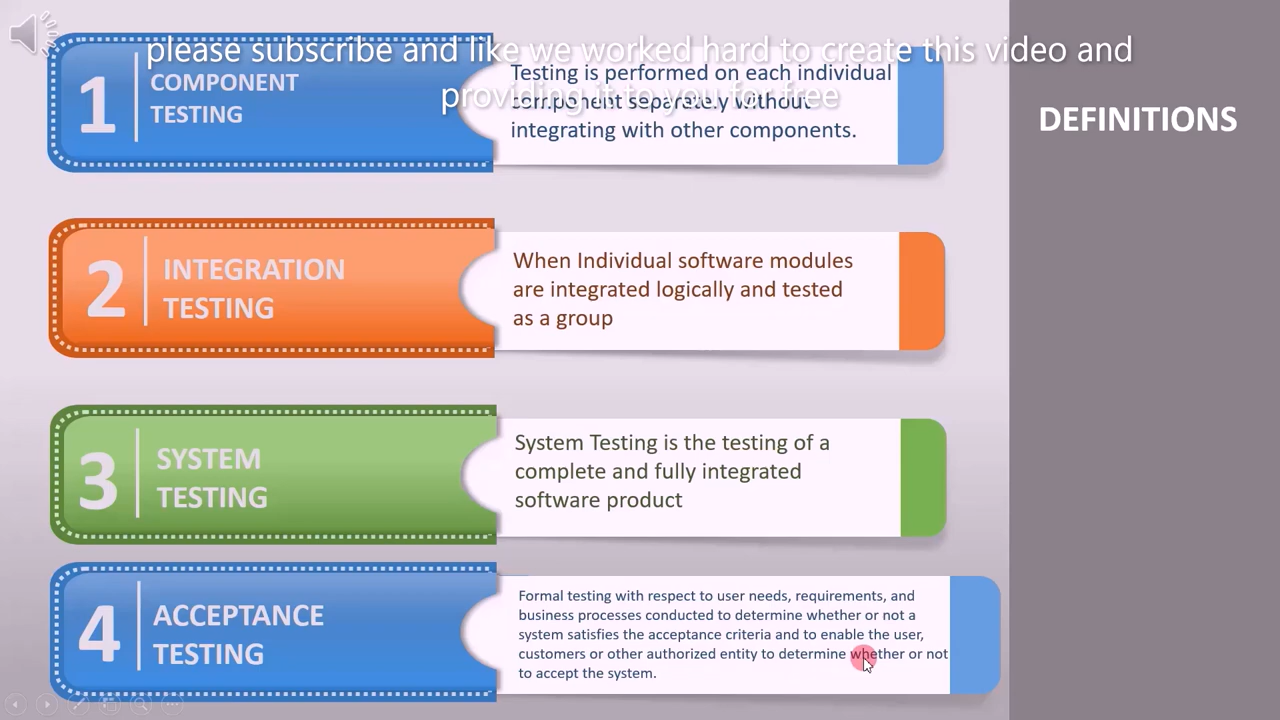 please subscribe and like we worked hard to create this video and
providing it to you for free
1
COMPONENT
TESTING
Testing is performed on each individual
component separately without
integrating with other components.
DEFINITIONS
2
INTEGRATION
TESTING
When Individual software modules
are integrated logically and tested
as a group
3
SYSTEM
TESTING
System Testing is the testing of a
complete and fully integrated
software product
4
ACCEPTANCE
TESTING
Formal testing with respect to user needs, requirements, and
business processes conducted to determine whether or not a
system satisfies the acceptance criteria and to enable the user,
customers or other authorized entity to determine whether or not
to accept the system.